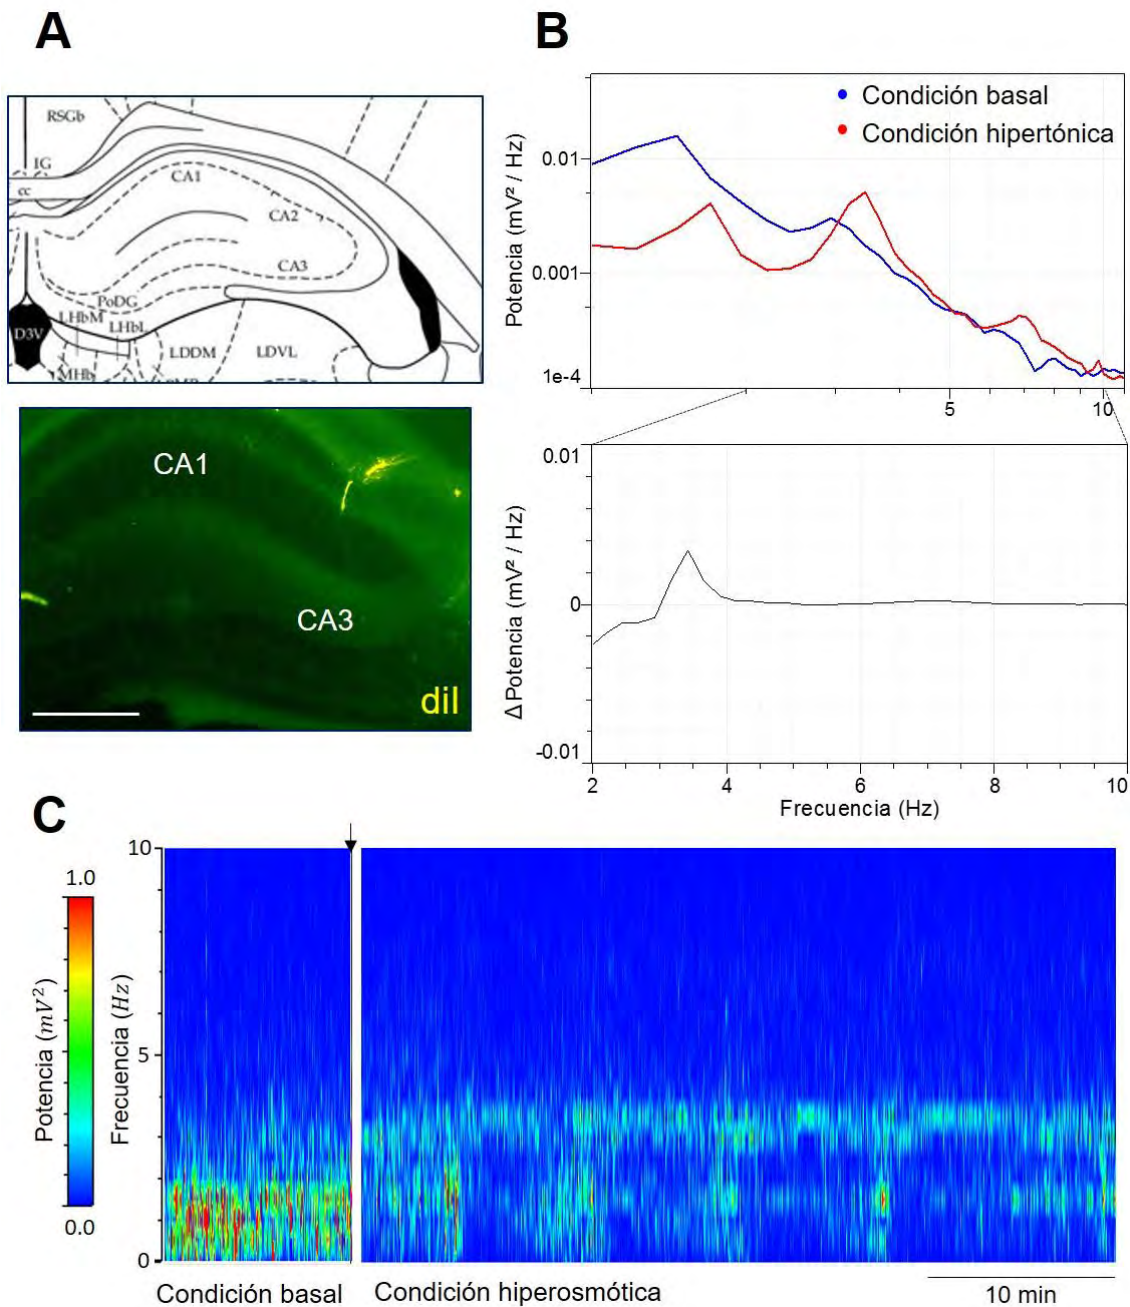 A
B
RSGb
IG
cc
CA1
CA2
CA3
PoDG
LHbM
LHbL
D3V
MHb
LDDM
LDVL
CA1
CA3
diI
Condición basal
Condición hipertónica
Potencia (mV² / Hz)
0.01
0.001
1e-4
5
10
Δ Potencia (mV² / Hz)
0.01
0
-0.01
2
4
6
8
10
Frecuencia (Hz)
C
1.0
0.0
Potencia (mV²)
Frecuencia (Hz)
10
5
0
Condición basal
Condición hiperosmótica
10 min